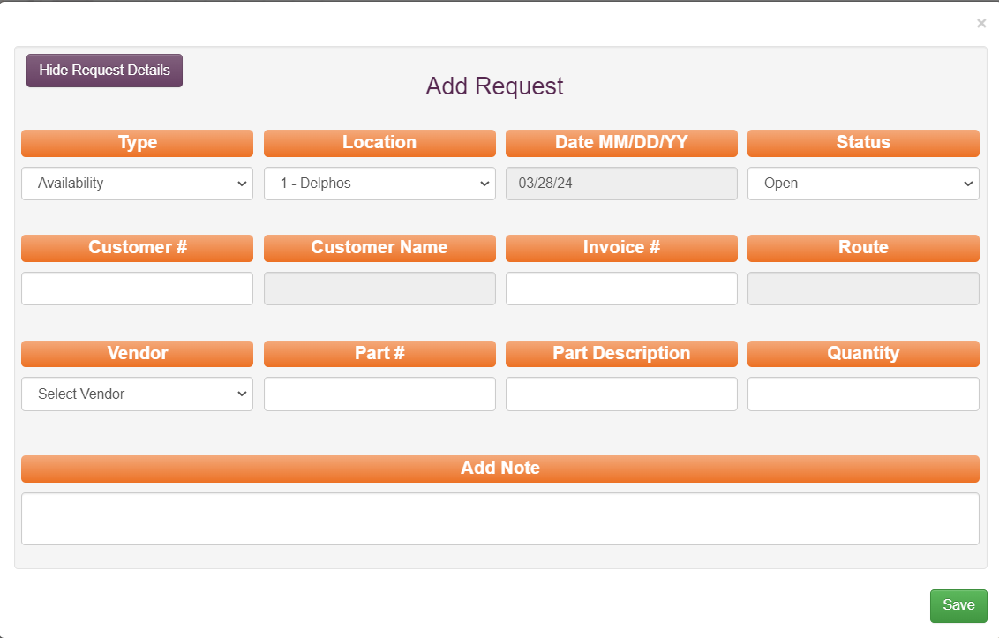 ×
Hide Request Details
Add Request
Type Location Date MM/DD/YY Status
Availability 1 - Delphos 03/28/24 Open
Customer # Customer Name Invoice # Route
Vendor Part # Part Description Quantity
Select Vendor
Add Note
Save